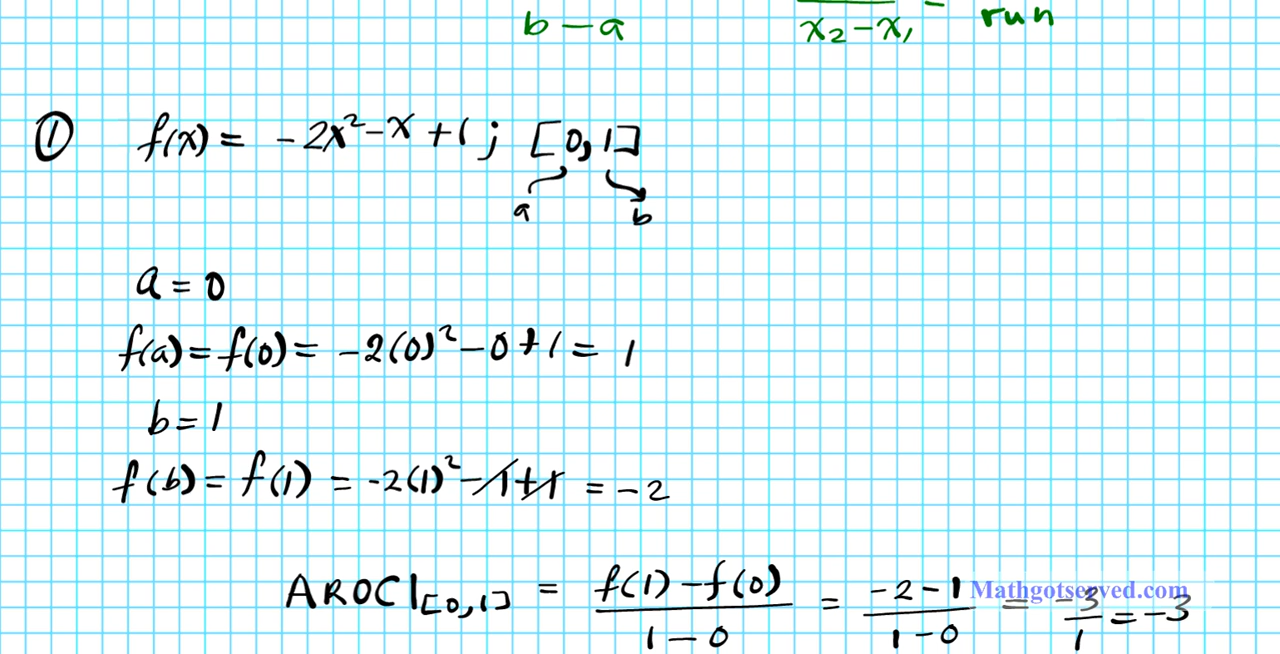 b − a x₂ − x₁ = run
① f(x) = -2x² - x + 1 ; [0, 1]
a b
a = 0
f(a) = f(0) = -2(0)² - 0 + 1 = 1
b = 1
f(b) = f(1) = -2(1)² - 1 + 1 = -2
AROC|[0,1] = f(1) - f(0) / 1 - 0 = -2 - 1 / 1 - 0 = -3 / 1 = -3
Mathgotserved.com